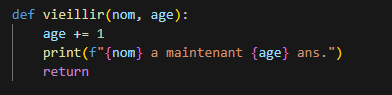 def vieillir(nom, age):
    age += 1
    print(f"{nom} a maintenant {age} ans.")
    return